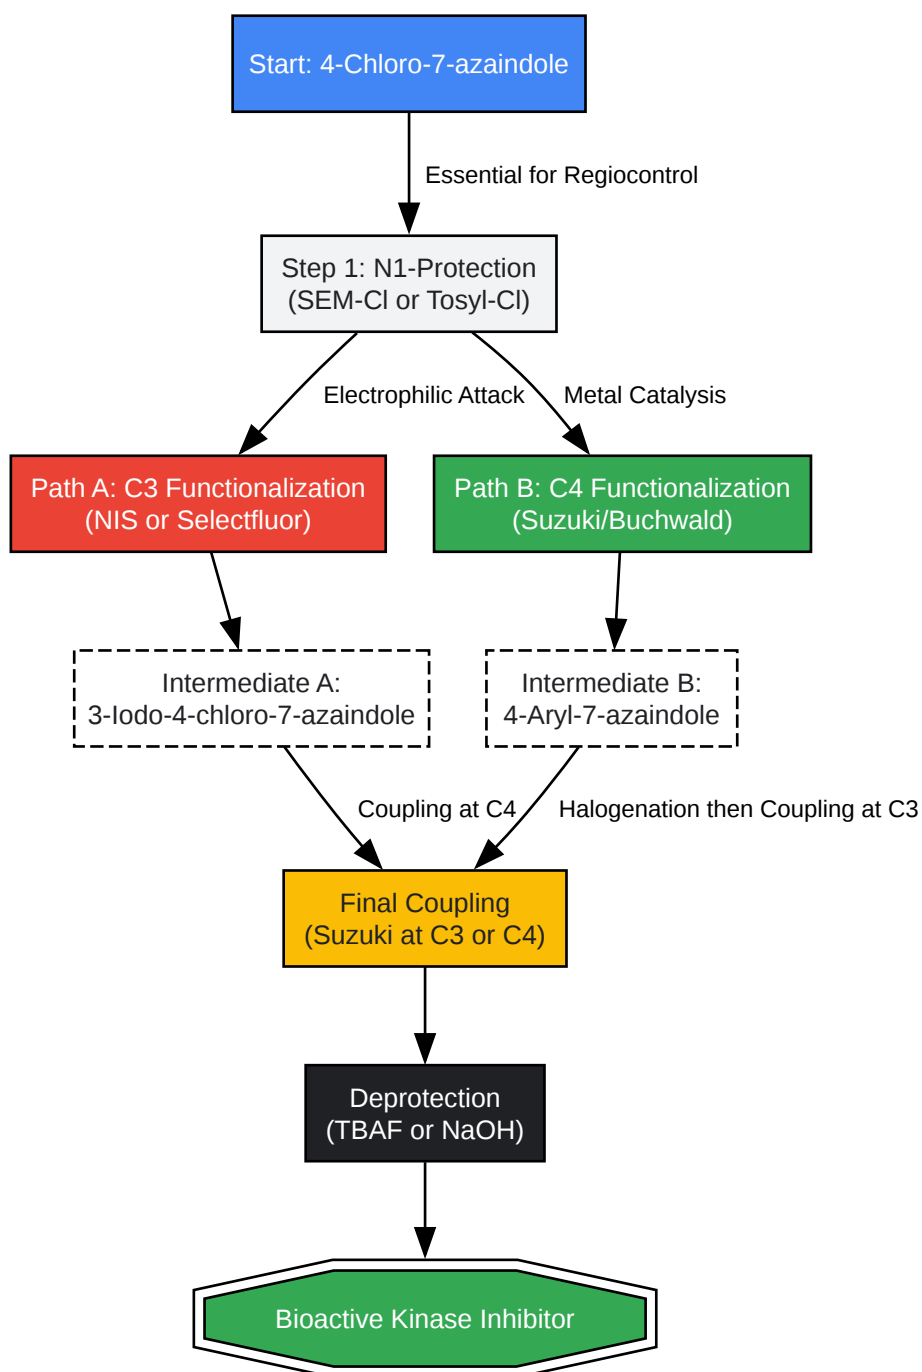 Start: 4-Chloro-7-azaindole
Essential for Regiocontrol
Step 1: N1-Protection
(SEM-Cl or Tosyl-Cl)
Electrophilic Attack
Metal Catalysis
Path A: C3 Functionalization
(NIS or Selectfluor)
Path B: C4 Functionalization
(Suzuki/Buchwald)
Intermediate A:
3-Iodo-4-chloro-7-azaindole
Intermediate B:
4-Aryl-7-azaindole
Coupling at C4
Halogenation then Coupling at C3
Final Coupling
(Suzuki at C3 or C4)
Deprotection
(TBAF or NaOH)
Bioactive Kinase Inhibitor